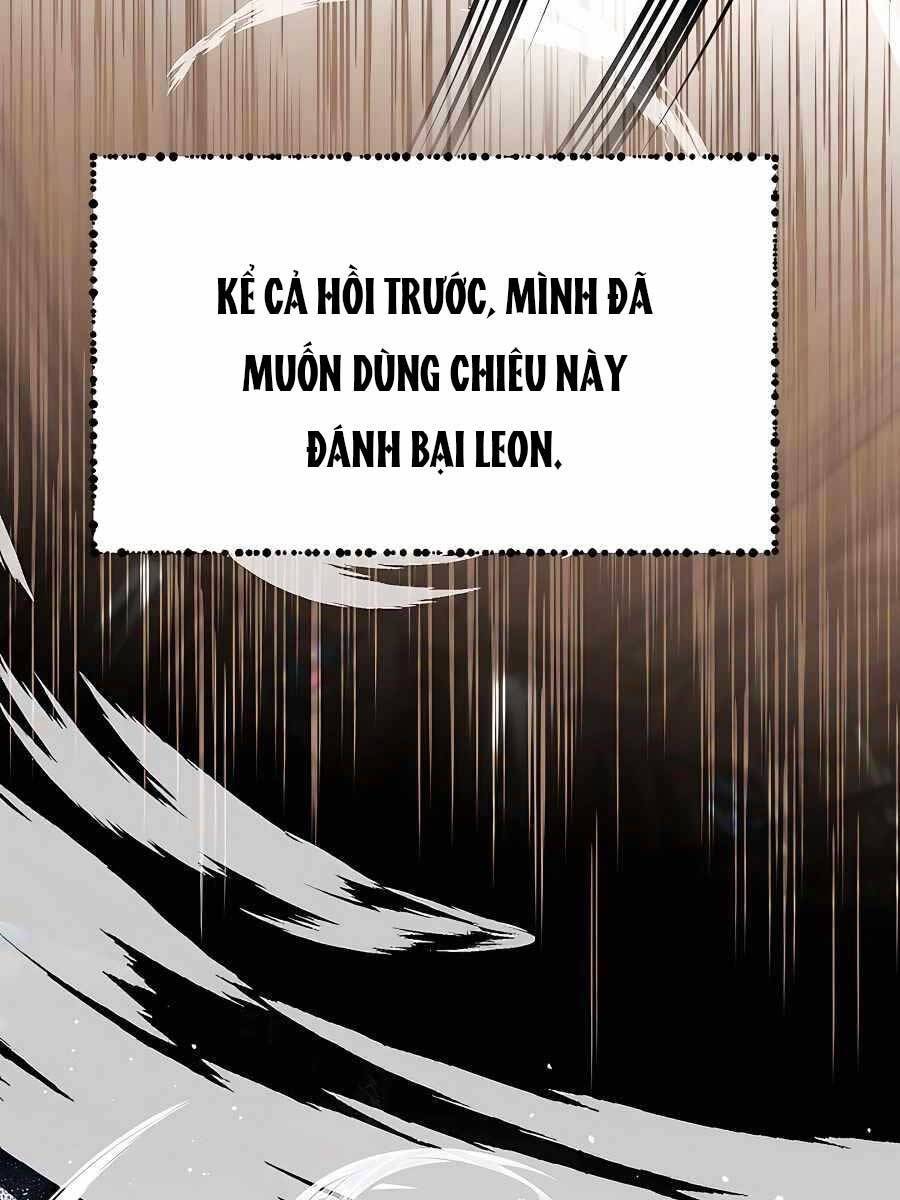 KỂ CẢ HỒI TRƯỚC, MÌNH ĐÃ
MUỐN DÙNG CHIÊU NÀY
ĐÁNH BẠI LEON.